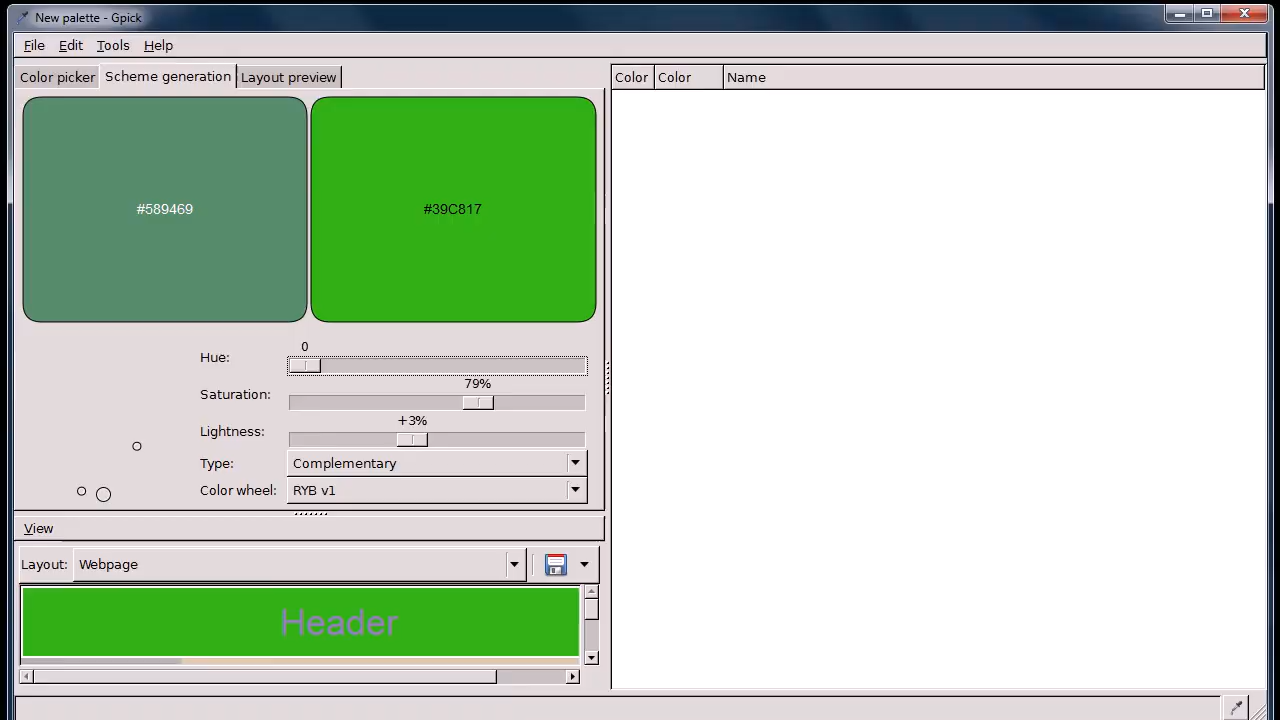 New palette - Gpick
File Edit Tools Help
Color picker Scheme generation Layout preview
Color Color Name
#589469 #39C817
0
Hue:
79%
Saturation:
+3%
Lightness:
Type: Complementary
Color wheel: RYB v1
View
Layout: Webpage
Header